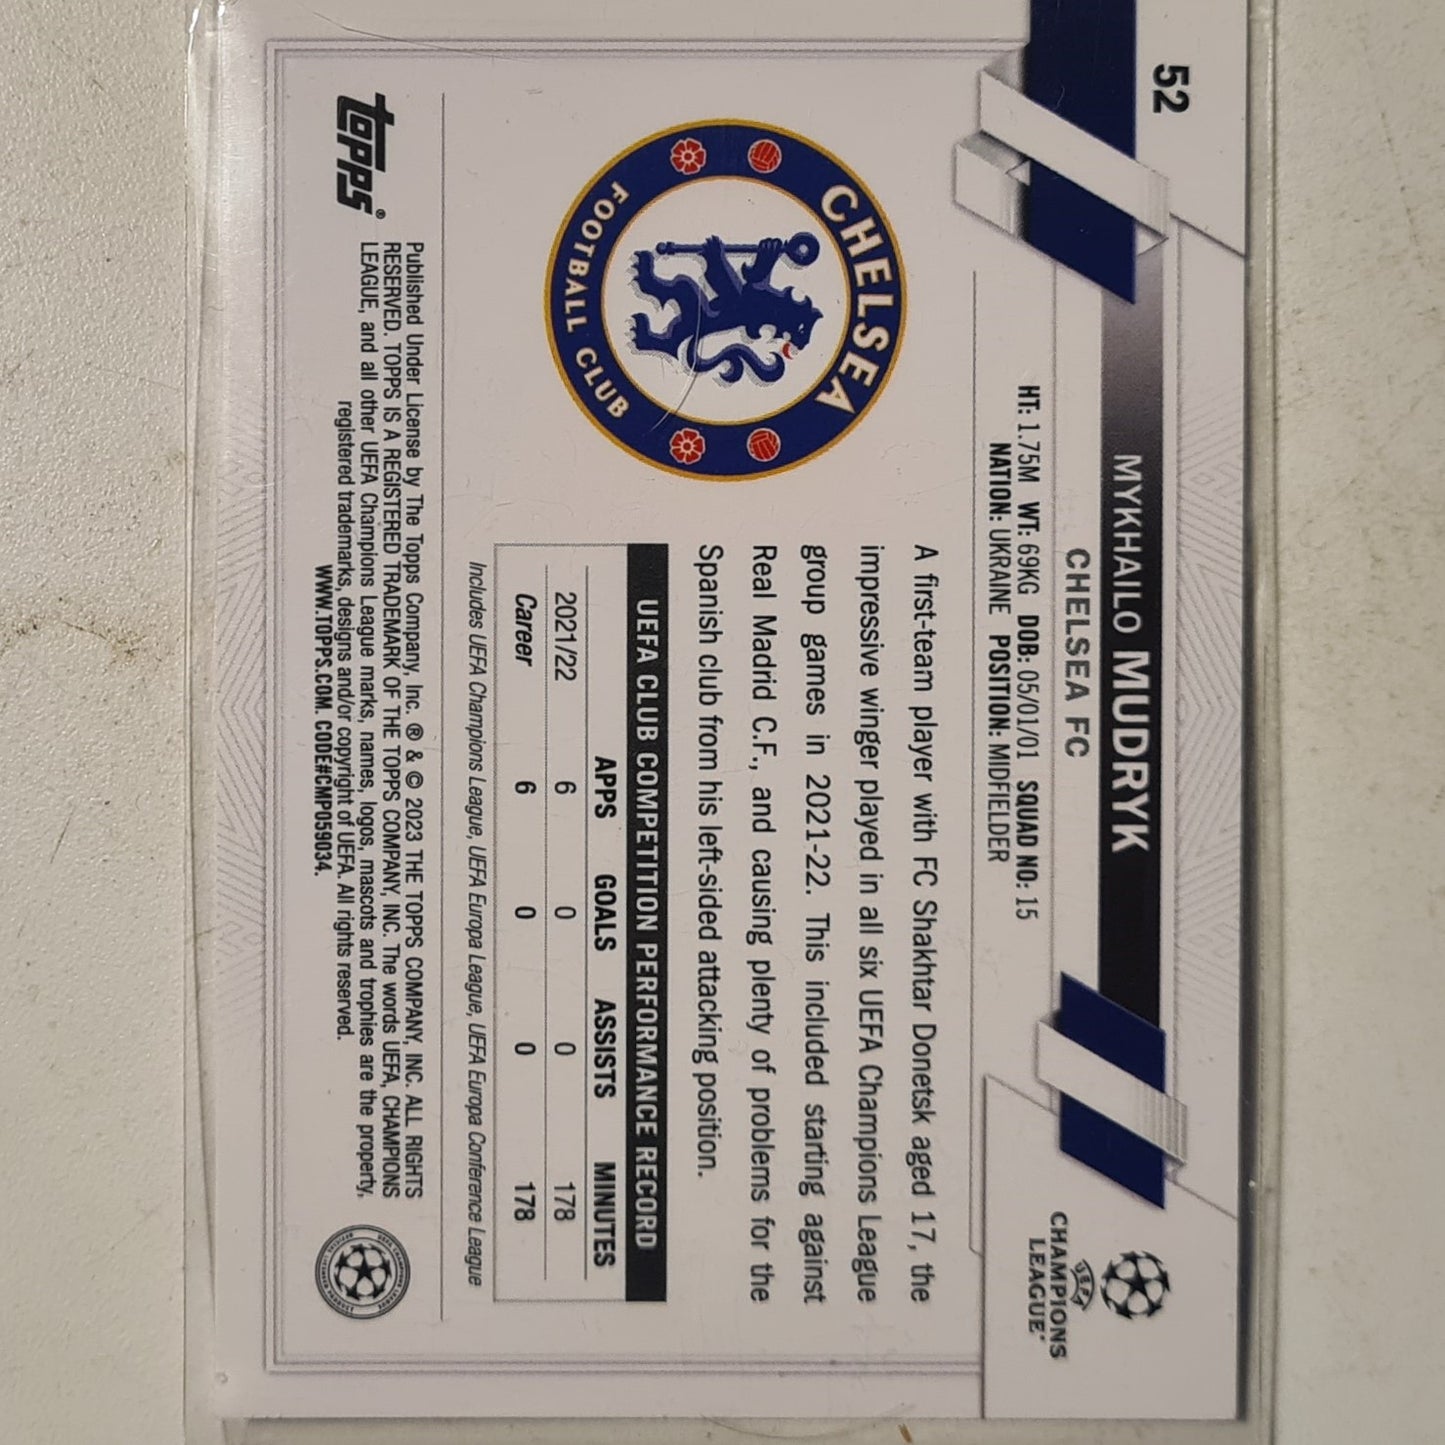 52
MYKHAILO MUDRYK
CHELSEA FC
HT: 1.75M WT: 69KG DOB: 05/01/01 SQUAD NO: 15
NATION: UKRAINE POSITION: MIDFIELDER
UEFA
CHAMPIONS
LEAGUE
CHELSEA
FOOTBALL CLUB
A first-team player with FC Shakhtar Donetsk aged 17, the
impressive winger played in all six UEFA Champions League
group games in 2021-22. This included starting against
Real Madrid C.F., and causing plenty of problems for the
Spanish club from his left-sided attacking position.
UEFA CLUB COMPETITION PERFORMANCE RECORD
APPS GOALS ASSISTS MINUTES
2021/22 6 0 0 178
Career 6 0 0 178
Includes UEFA Champions League, UEFA Europa League, UEFA Europa Conference League
topps®
Published Under License by The Topps Company, Inc. ® & © 2023 THE TOPPS COMPANY, INC. ALL RIGHTS
RESERVED. TOPPS IS A REGISTERED TRADEMARK OF THE TOPPS COMPANY, INC. The words UEFA, CHAMPIONS
LEAGUE, and all other UEFA Champions League marks, names, logos, mascots and trophies are the property,
registered trademarks, designs and/or copyright of UEFA. All rights reserved.
WWW.TOPPS.COM. CODE#CMP059034.